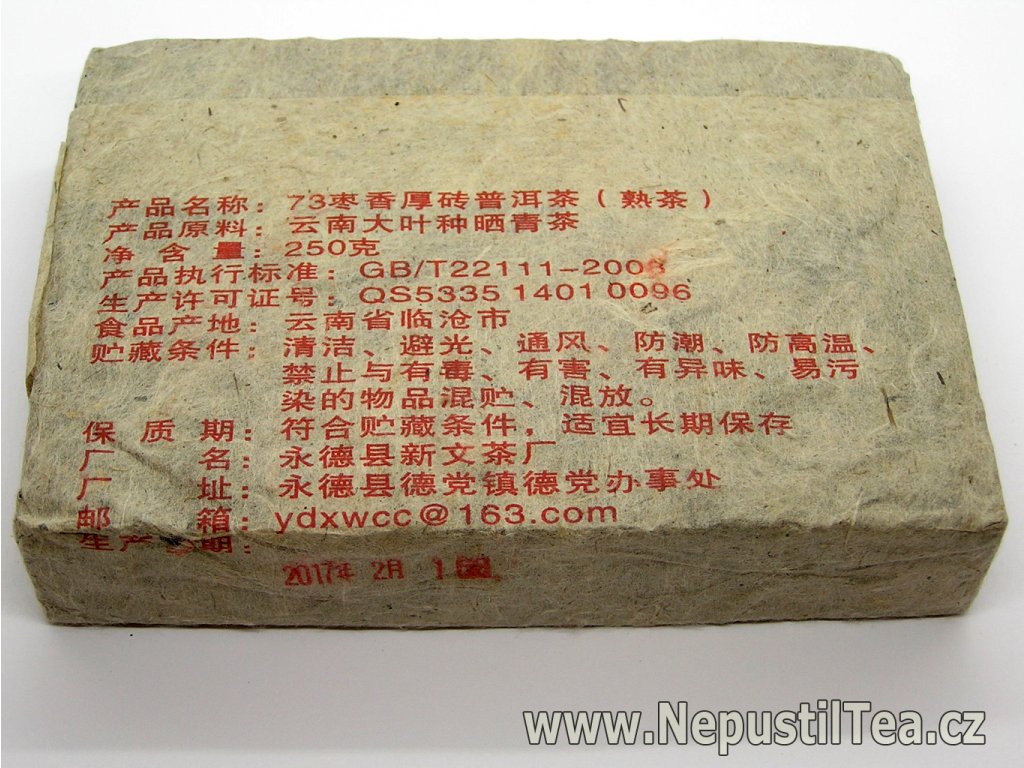 产品名称：73枣香厚砖普洱茶（熟茶）
产品原料：云南大叶种晒青茶
净含量：250克
产品执行标准：GB/T22111-2008
生产许可证号：QS5335 1401 0096
食品产地：云南省临沧市
贮藏条件：清洁、避光、通风、防潮、防高温、
禁止与有毒、有害、有异味、易污
染的物品混贮、混放。
保质期：符合贮藏条件，适宜长期保存
厂名：永德县新文茶厂
厂址：永德县德党镇德党办事处
邮箱：ydxwcc@163.com
生产日期：
2017年 2月
www.NepustilTea.cz